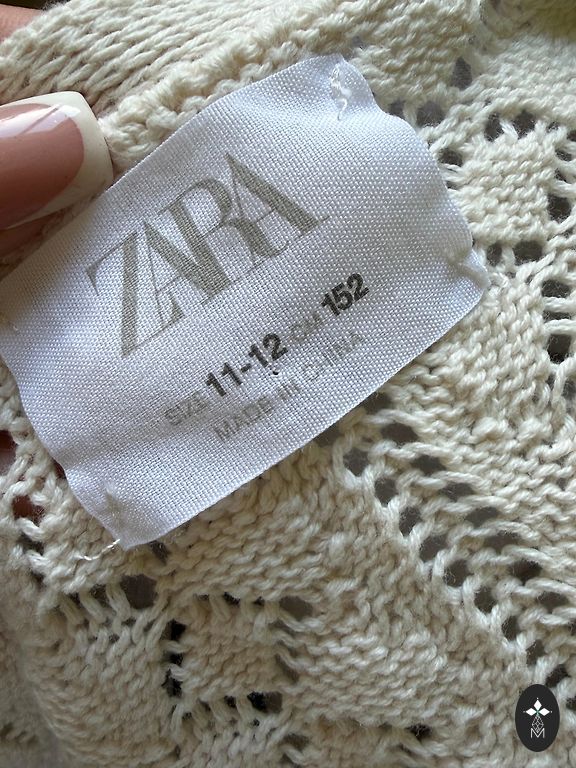 ZARA
SIZE 11-12 CM 152
MADE IN CHINA
M